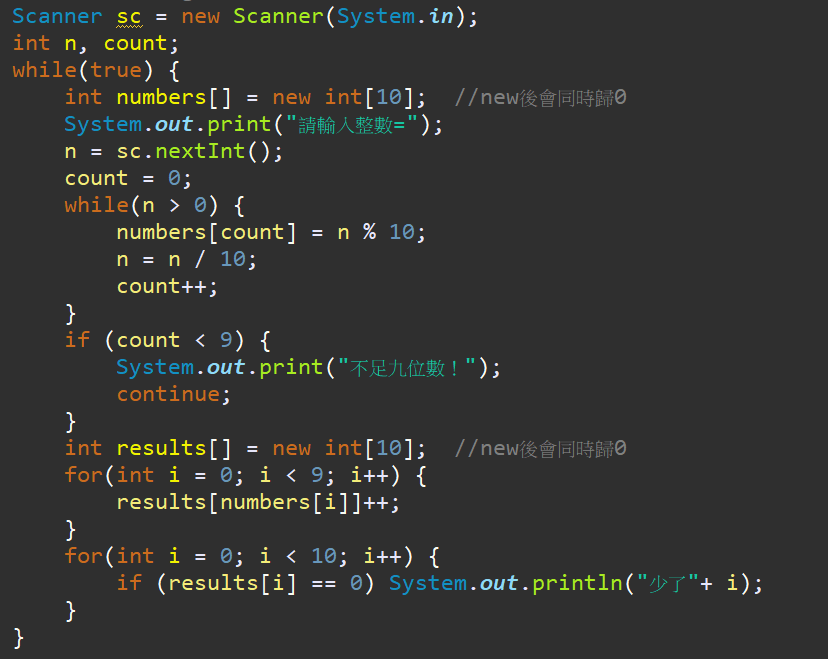 Scanner sc = new Scanner(System.in);
int n, count;
while(true) {
    int numbers[] = new int[10];  //new後會同時歸0
    System.out.print("請輸入整數=");
    n = sc.nextInt();
    count = 0;
    while(n > 0) {
        numbers[count] = n % 10;
        n = n / 10;
        count++;
    }
    if (count < 9) {
        System.out.print("不足九位數！");
        continue;
    }
    int results[] = new int[10];  //new後會同時歸0
    for(int i = 0; i < 9; i++) {
        results[numbers[i]]++;
    }
    for(int i = 0; i < 10; i++) {
        if (results[i] == 0) System.out.println("少了"+ i);
    }
}